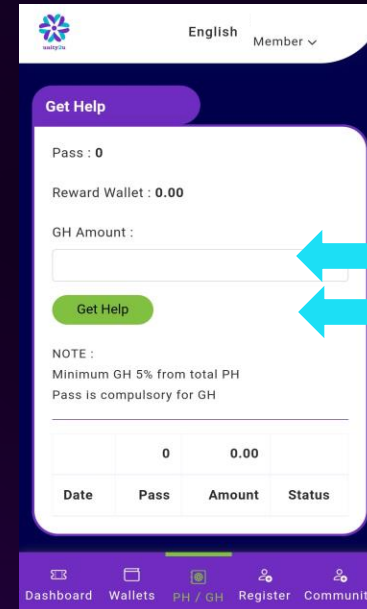 unity2u
English
Member
Get Help
Pass : 0
Reward Wallet : 0.00
GH Amount :
Get Help
NOTE :
Minimum GH 5% from total PH
Pass is compulsory for GH
0 0.00
Date Pass Amount Status
Dashboard Wallets PH / GH Register Communit